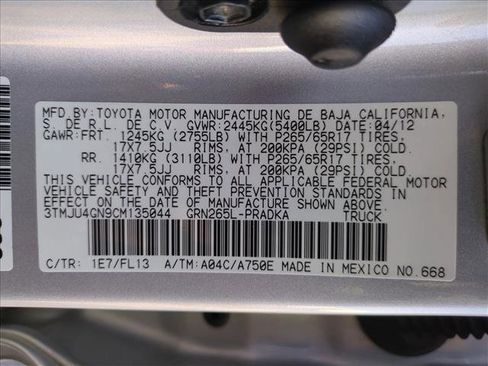 MFD.BY:TOYOTA MOTOR MANUFACTURING DE BAJA CALIFORNIA,
S. DE R.L. DE C V GVWR:2445KG(5400LB) DATE:04/12
GAWR:FRT. 1245KG (2755LB) WITH P265/65R17 TIRES,
17X7.5JJ RIMS, AT 200KPA (29PSI) COLD.
RR. 1410KG (3110LB) WITH P265/65R17 TIRES,
17X7.5JJ RIMS, AT 200KPA (29PSI) COLD.
THIS VEHICLE CONFORMS TO ALL APPLICABLE FEDERAL MOTOR
VEHICLE SAFETY AND THEFT PREVENTION STANDARDS IN
EFFECT ON THE DATE OF MANUFACTURE SHOWN ABOVE.
3TMJU4GN9CM135044 GRN265L-PRADKA TRUCK
C/TR: 1E7/FL13 A/TM:A04C/A750E MADE IN MEXICO NO.668